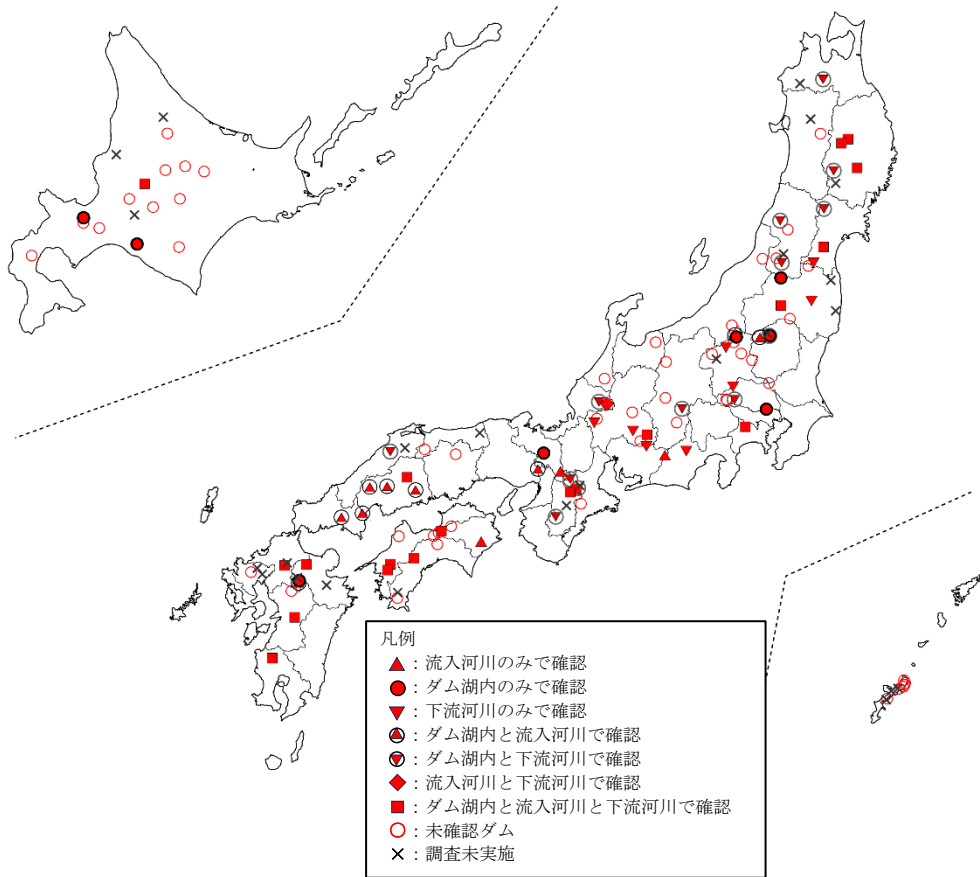 凡例
：流入河川のみで確認
：ダム湖内のみで確認
：下流河川のみで確認
：ダム湖内と流入河川で確認
：ダム湖内と下流河川で確認
：流入河川と下流河川で確認
：ダム湖内と流入河川と下流河川で確認
：未確認ダム
：調査未実施